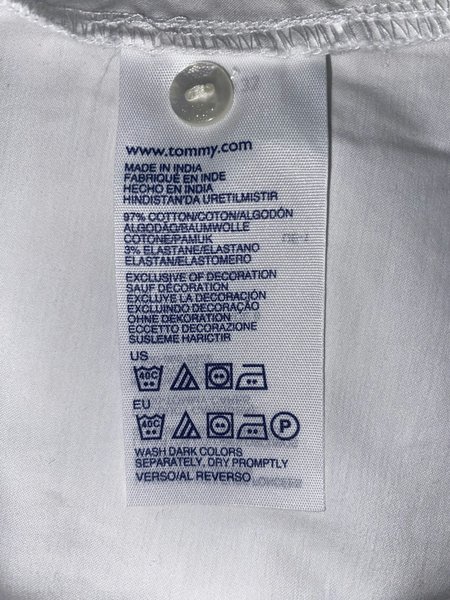 www.tommy.com
MADE IN INDIA
FABRIQUÉ EN INDE
HECHO EN INDIA
HINDISTAN'DA URETILMISTIR
97% COTTON/COTON/ALGODÓN
ALGODÃO/BAUMWOLLE
COTONE/PAMUK
3% ELASTANE/ELASTANO
ELASTAN/ELASTOMERO
EXCLUSIVE OF DECORATION
SAUF DÉCORATION
EXCLUYE LA DECORACIÓN
EXCLUINDO DECORAÇÃO
OHNE DEKORATION
ECCETTO DECORAZIONE
SUSLEME HARICTIR
US
40C
EU
40C P
WASH DARK COLORS
SEPARATELY, DRY PROMPTLY
VERSO/AL REVERSO